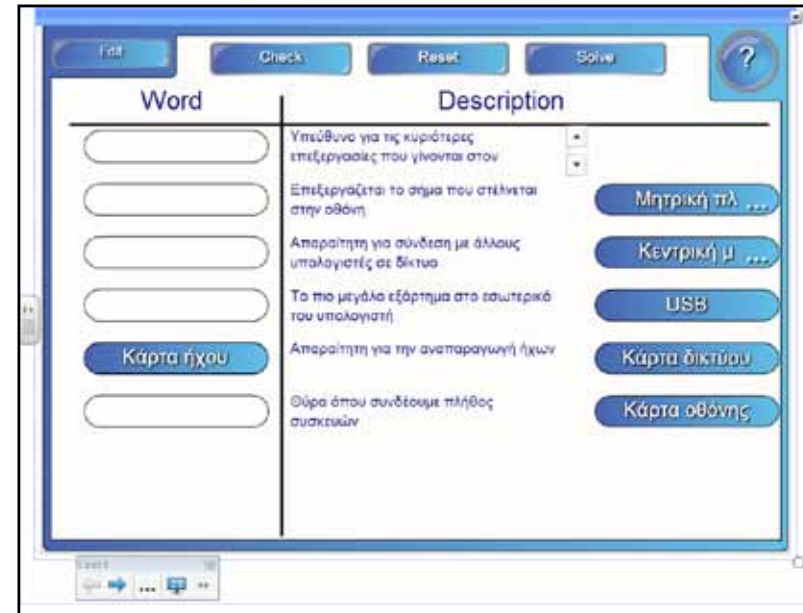 Edit Check Reset Solve ?
Word Description
Υπεύθυνο για τις κυριότερες
επεξεργασίες που γίνονται στον
Επεξεργάζεται το σήμα που στέλνεται
στην οθόνη
Μητρική πλ ...
Απαραίτητη για σύνδεση με άλλους
υπολογιστές σε δίκτυο
Κεντρική μ ...
Το πιο μεγάλο εξάρτημα στο εσωτερικό
του υπολογιστή
USB
Κάρτα ήχου
Απαραίτητη για την αναπαραγωγή ήχων
Κάρτα δικτύου
Θύρα όπου συνδέουμε πλήθος
συσκευών
Κάρτα οθόνης